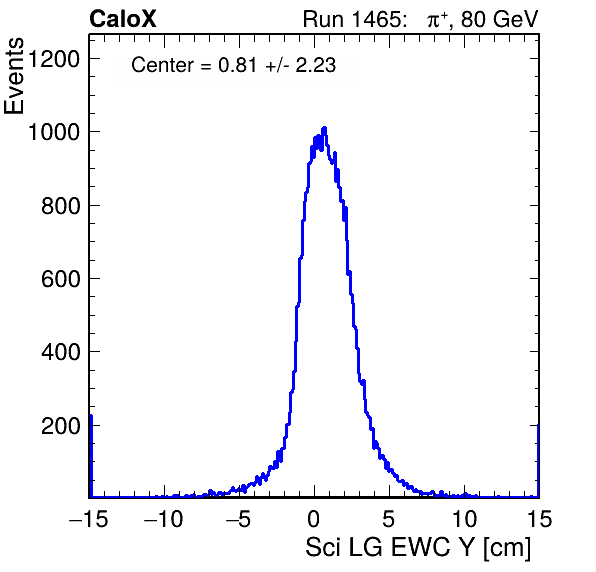 CaloX Run 1465: π⁺, 80 GeV
Events
Center = 0.81 +/- 2.23
1200
1000
800
600
400
200
−15 −10 −5 0 5 10 15
Sci LG EWC Y [cm]